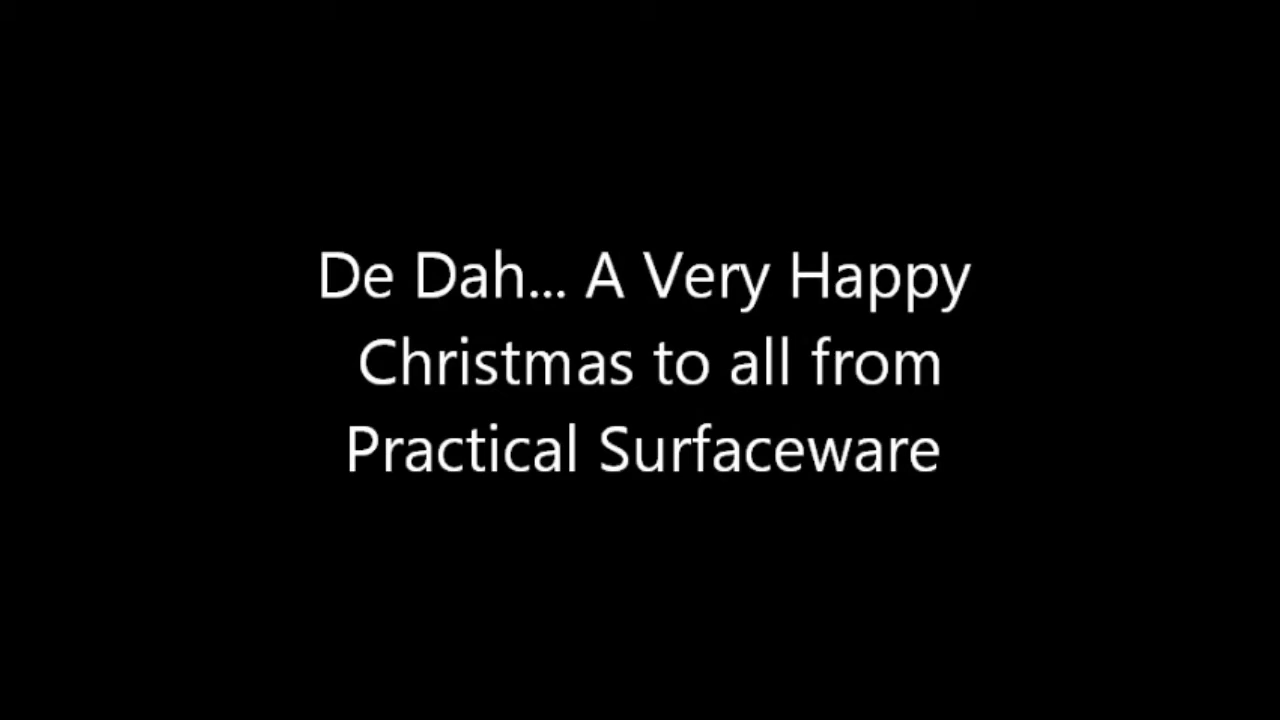 De Dah... A Very Happy
Christmas to all from
Practical Surfaceware